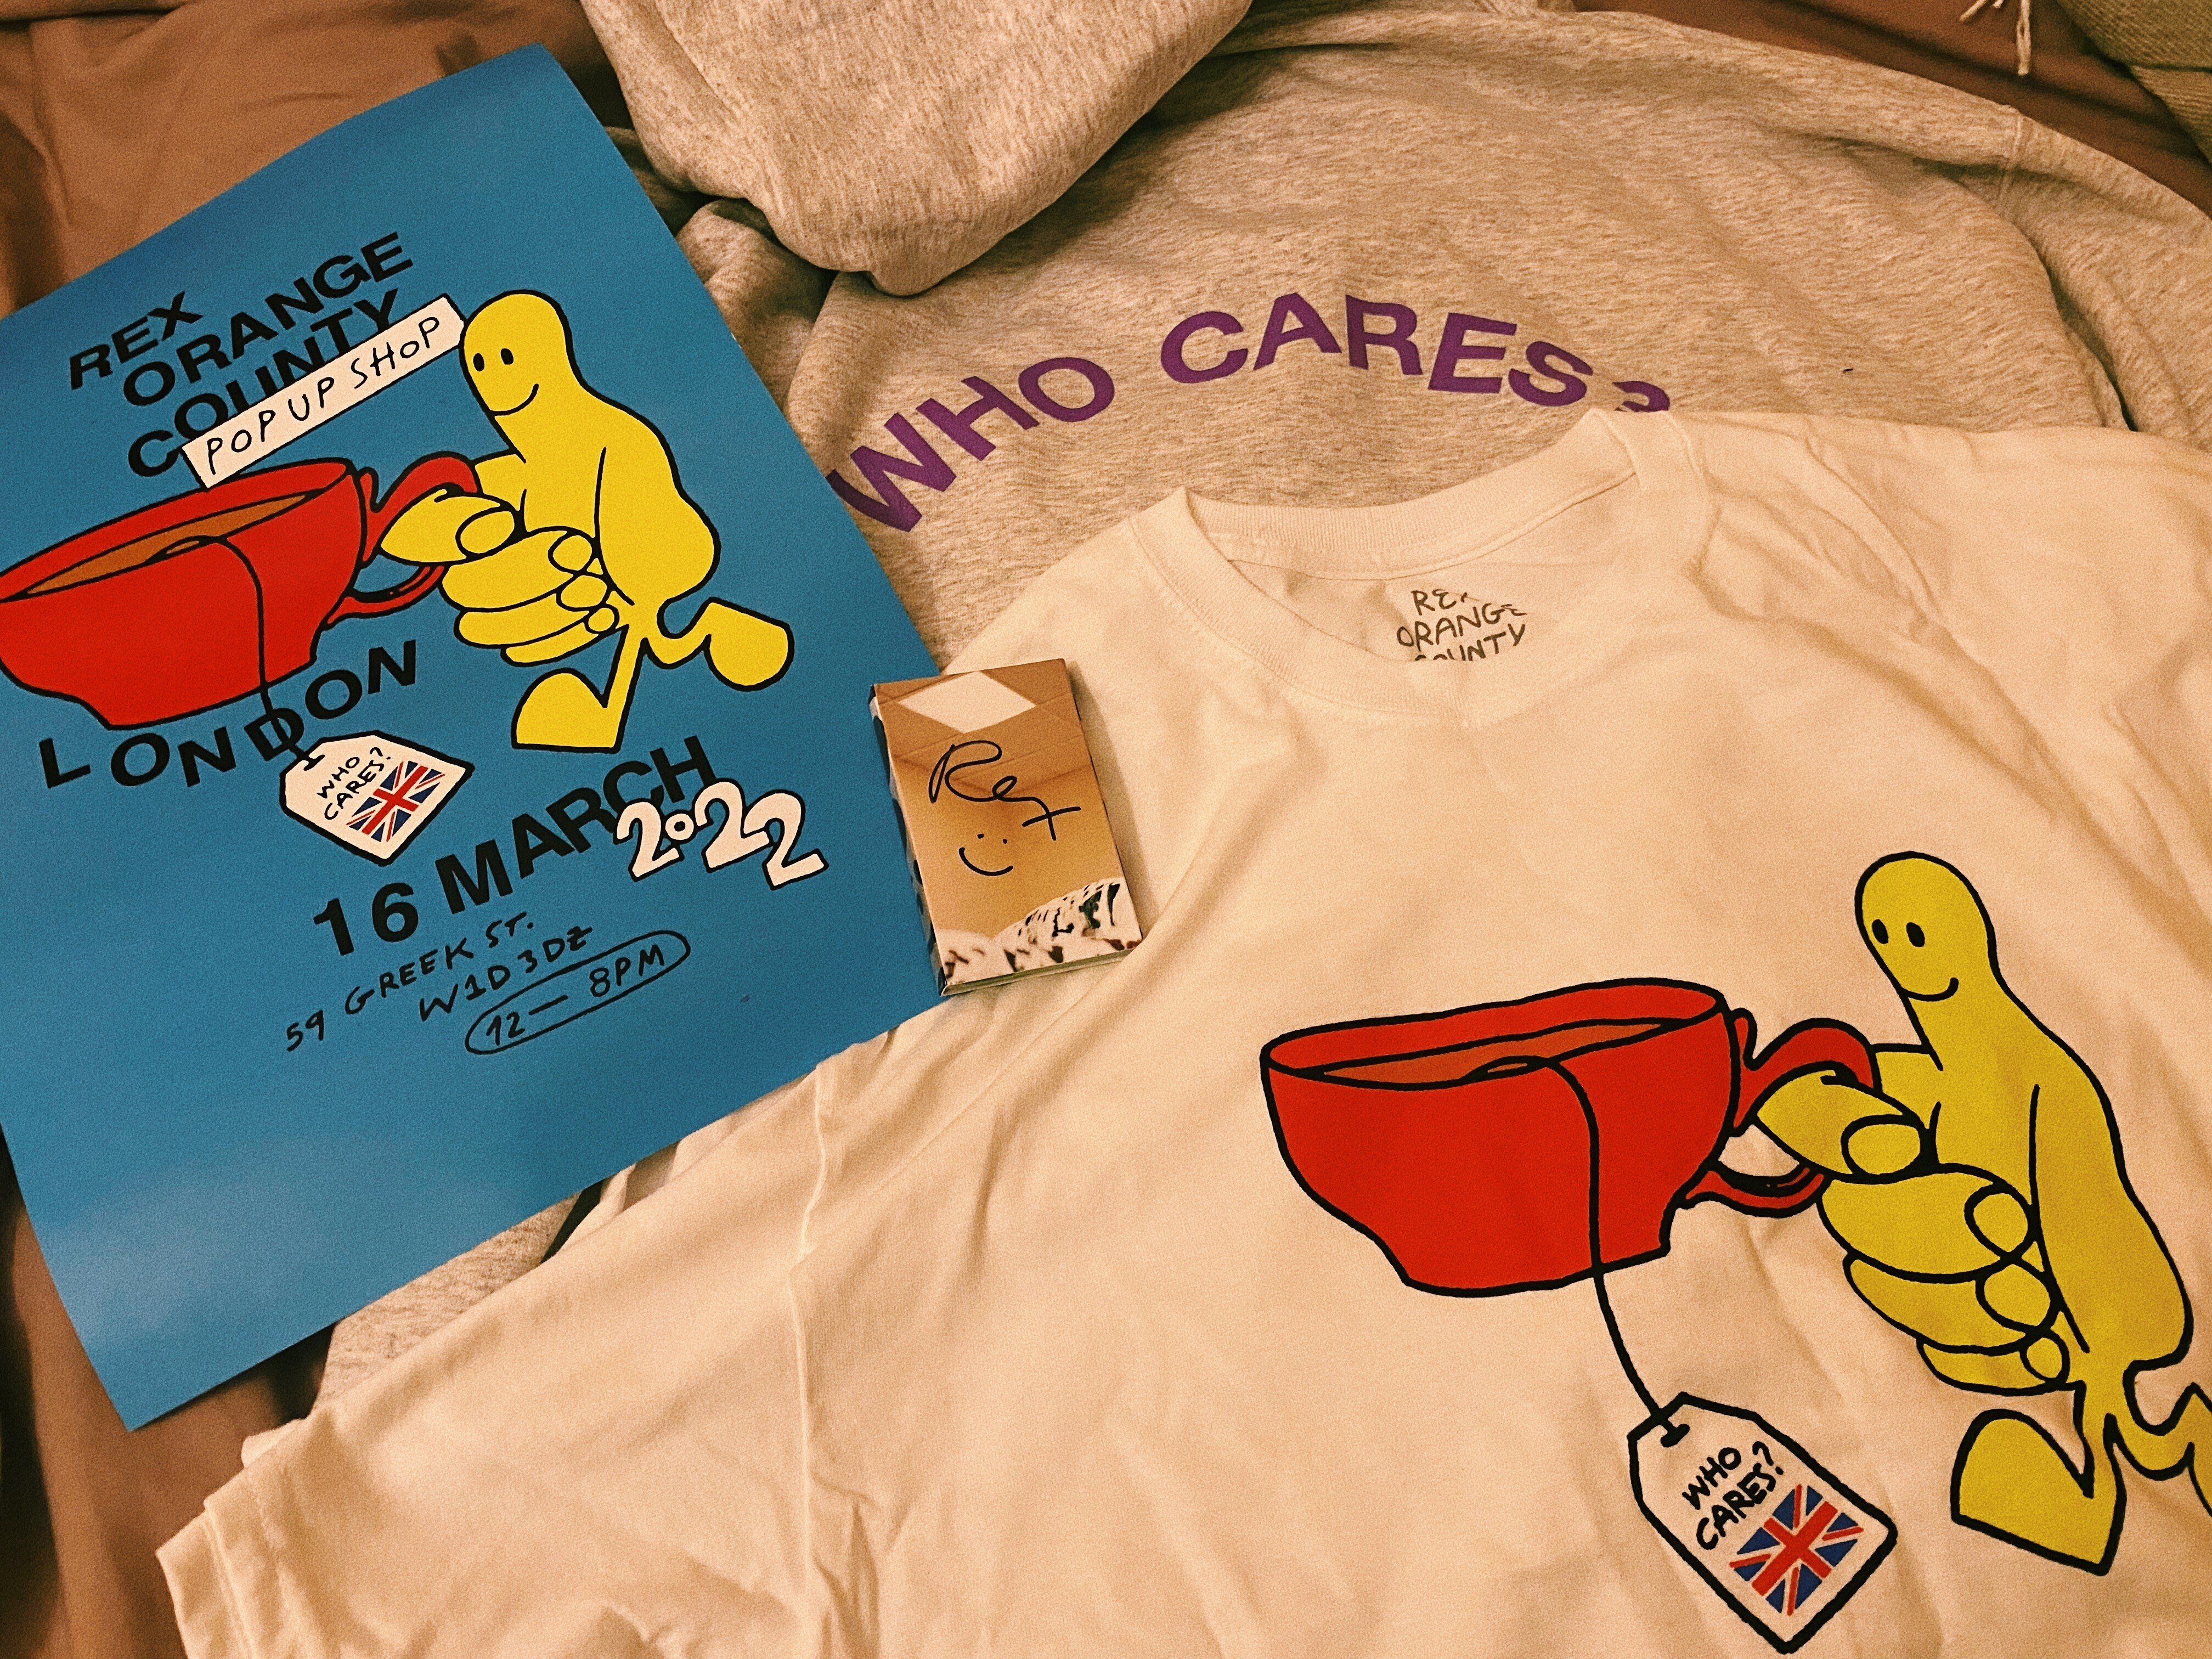 REX
ORANGE
COUNTY
POP UP SHOP
LONDON
WHO
CARES?
16 MARCH
2022
59 GREEK ST.
W1D 3DZ
12 — 8PM
WHO CARES?
Rex
REX
ORANGE
COUNTY
WHO
CARES?